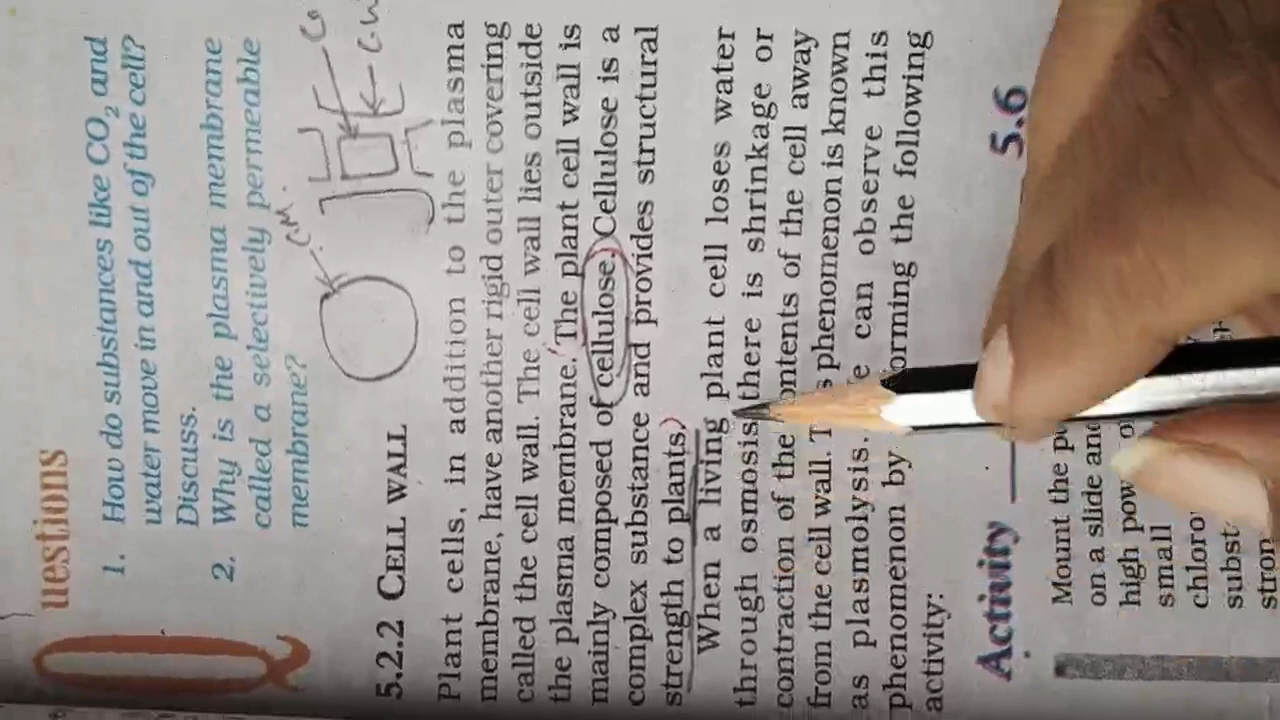 uestions
1. How do substances like CO2 and
water move in and out of the cell?
Discuss.
2. Why is the plasma membrane
called a selectively permeable
membrane?
CM.
5.2.2 CELL WALL
Plant cells, in addition to the plasma
membrane, have another rigid outer covering
called the cell wall. The cell wall lies outside
the plasma membrane. The plant cell wall is
mainly composed of cellulose. Cellulose is a
complex substance and provides structural
strength to plants.
When a living plant cell loses water
through osmosis there is shrinkage or
contraction of the contents of the cell away
from the cell wall. phenomenon is known
as plasmolysis. can observe this
phenomenon by the following
activity:
Activity 5.6
Mount the
on a slide and
high
small